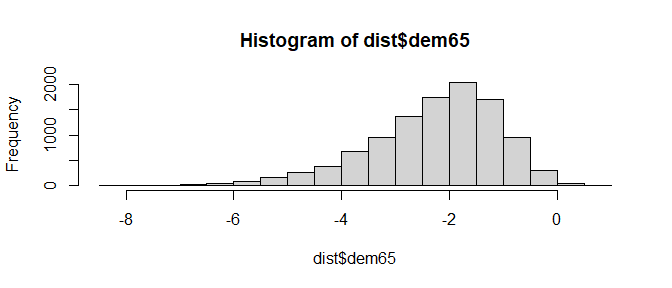 Histogram of dist$dem65
Frequency
2000
1000
0
-8 -6 -4 -2 0
dist$dem65